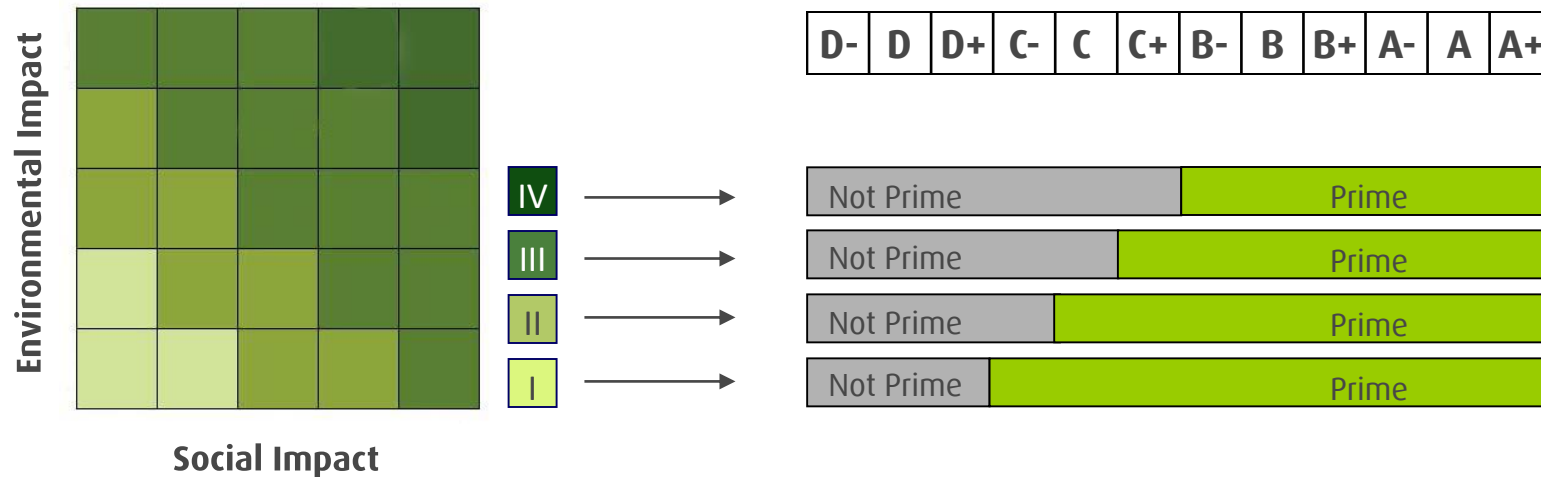 Environmental Impact
D- D D+ C- C C+ B- B B+ A- A A+
IV Not Prime Prime
III Not Prime Prime
II Not Prime Prime
I Not Prime Prime
Social Impact